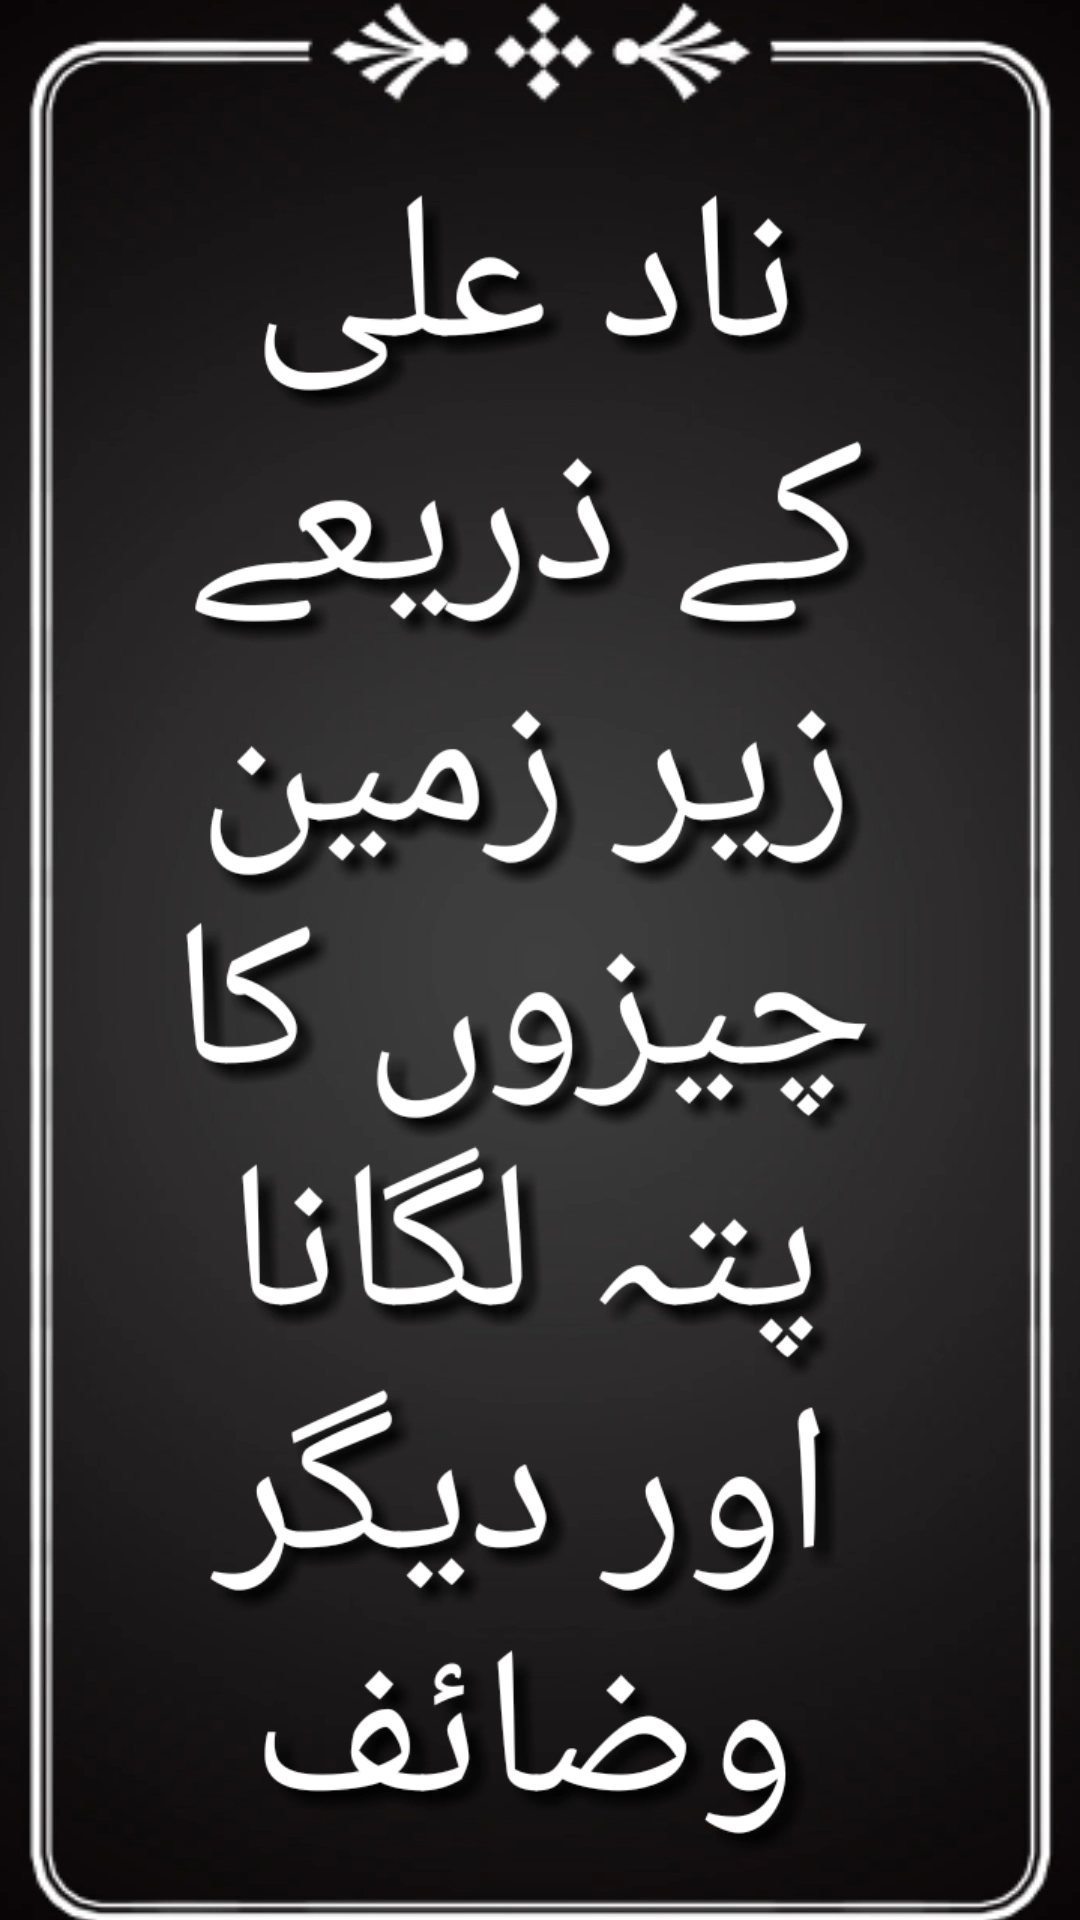 ناد علی
کے ذریعے
زیر زمین
چیزوں کا
پتہ لگانا
اور دیگر
وضائف